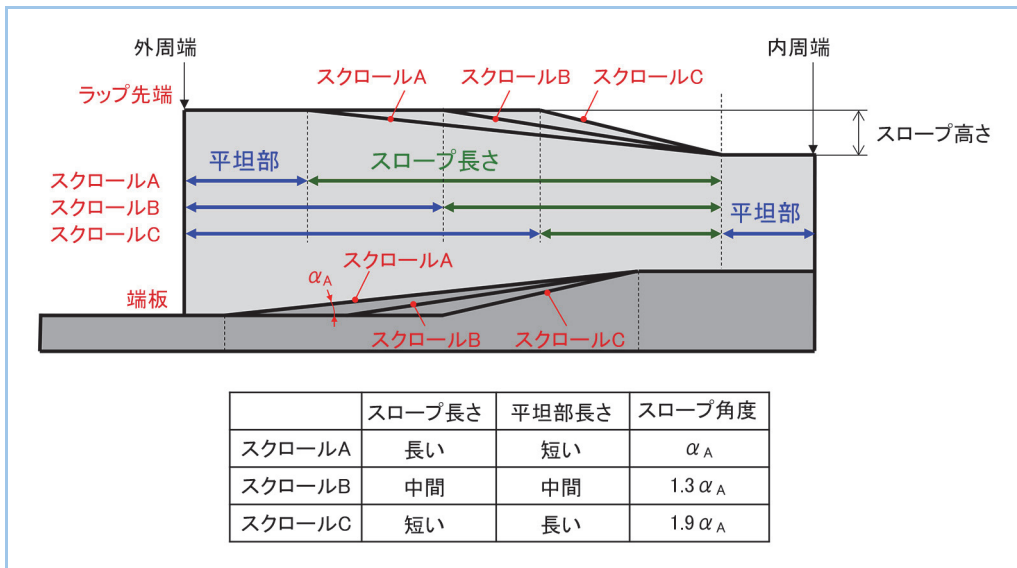 外周端
内周端
スクロールA
スクロールB
スクロールC
ラップ先端
スロープ高さ
平坦部
スロープ長さ
スクロールA
スクロールB
スクロールC
平坦部
スクロールA
αA
端板
スクロールB
スクロールC
スロープ長さ 平坦部長さ スロープ角度
スクロールA 長い 短い αA
スクロールB 中間 中間 1.3αA
スクロールC 短い 長い 1.9αA